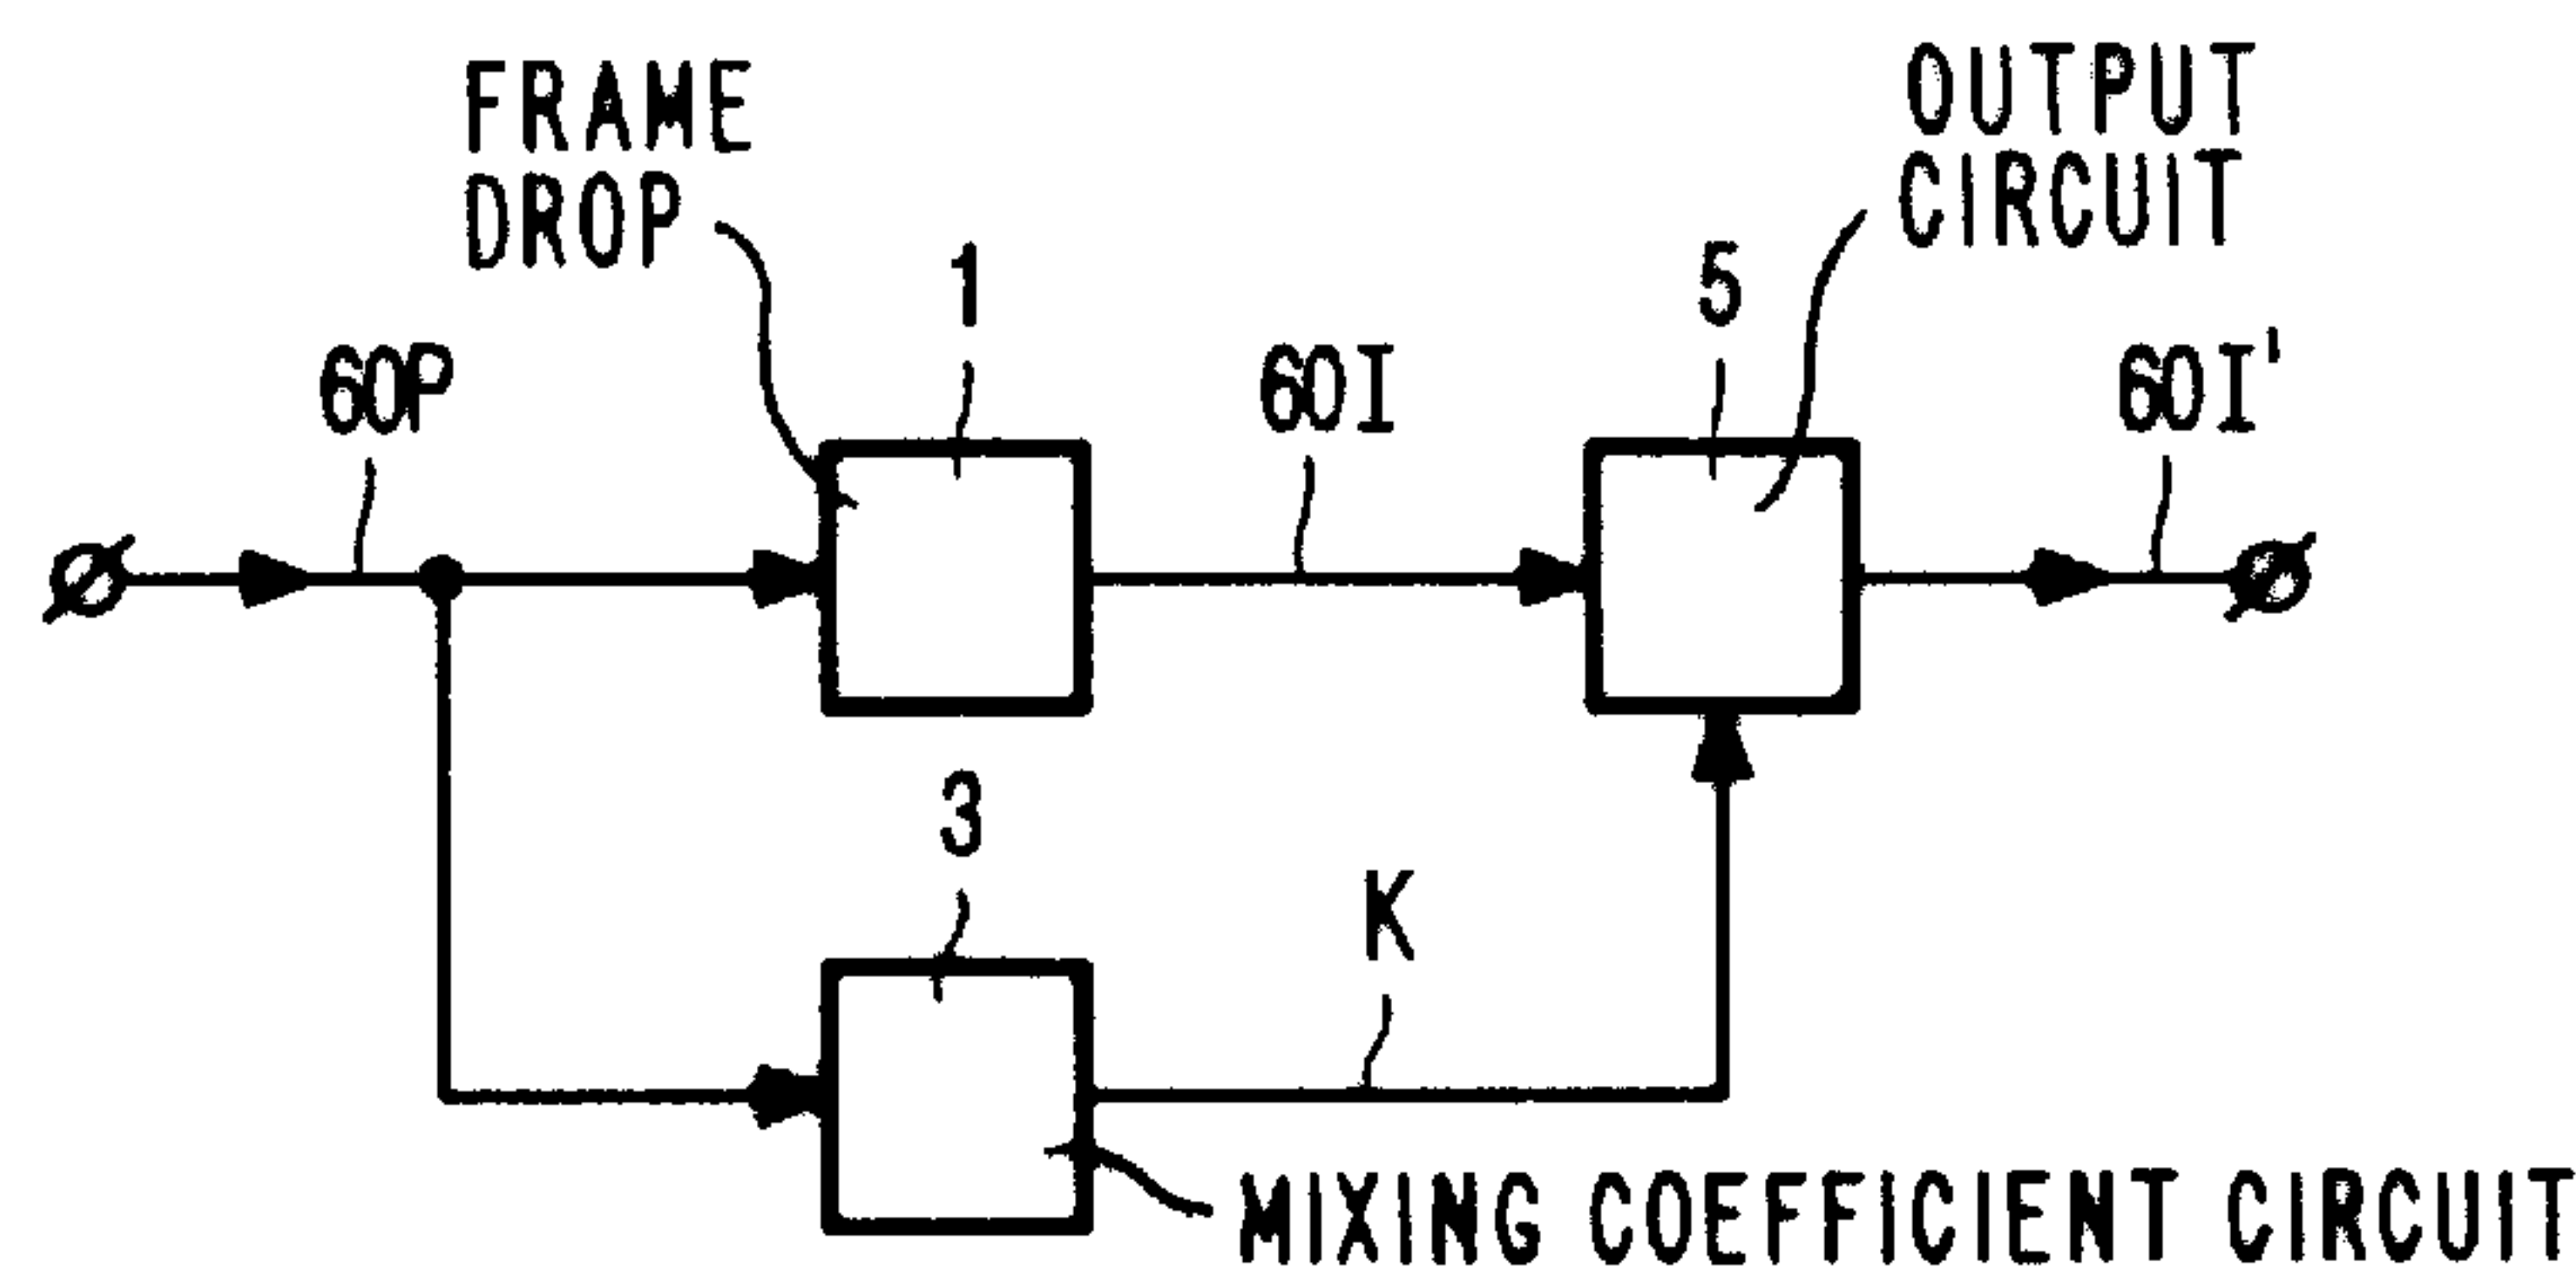 FRAME
DROP
OUTPUT
CIRCUIT
1
5
60P
60I
60I'
3
K
MIXING COEFFICIENT CIRCUIT